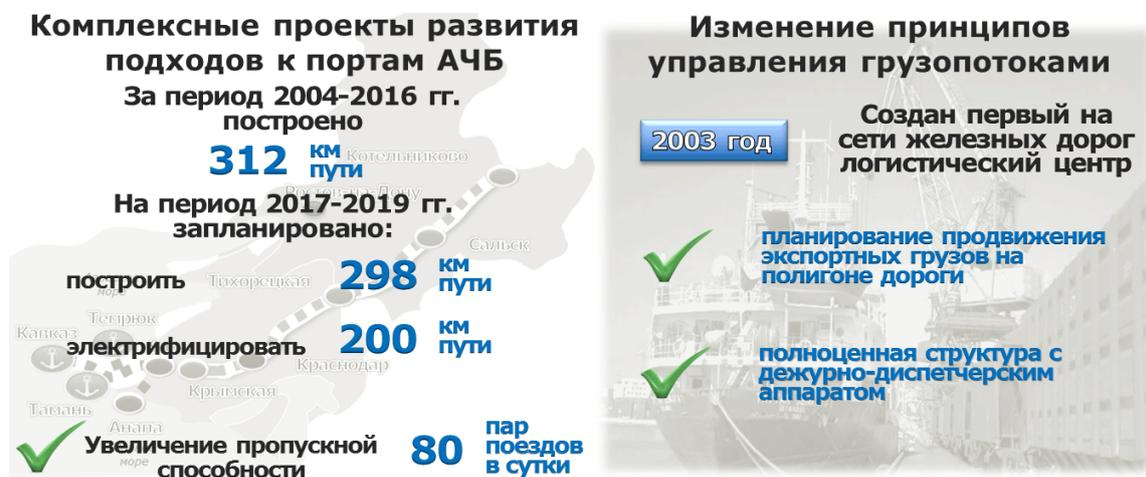 Комплексные проекты развития
подходов к портам АЧБ
За период 2004-2016 гг.
построено
312 км
пути
Котельниково
Ростов-на-Дону
На период 2017-2019 гг.
запланировано:
Сальск
построить 298 км
пути
Тихорецкая
море
Темрюк
Кавказ
электрифицировать 200 км
пути
Краснодар
Крымская
Тамань
Анапа
Увеличение пропускной
способности
80 пар
поездов
в сутки
море
Изменение принципов
управления грузопотоками
2003 год
Создан первый на
сети железных дорог
логистический центр
планирование продвижения
экспортных грузов на
полигоне дороги
полноценная структура с
дежурно-диспетчерским
аппаратом